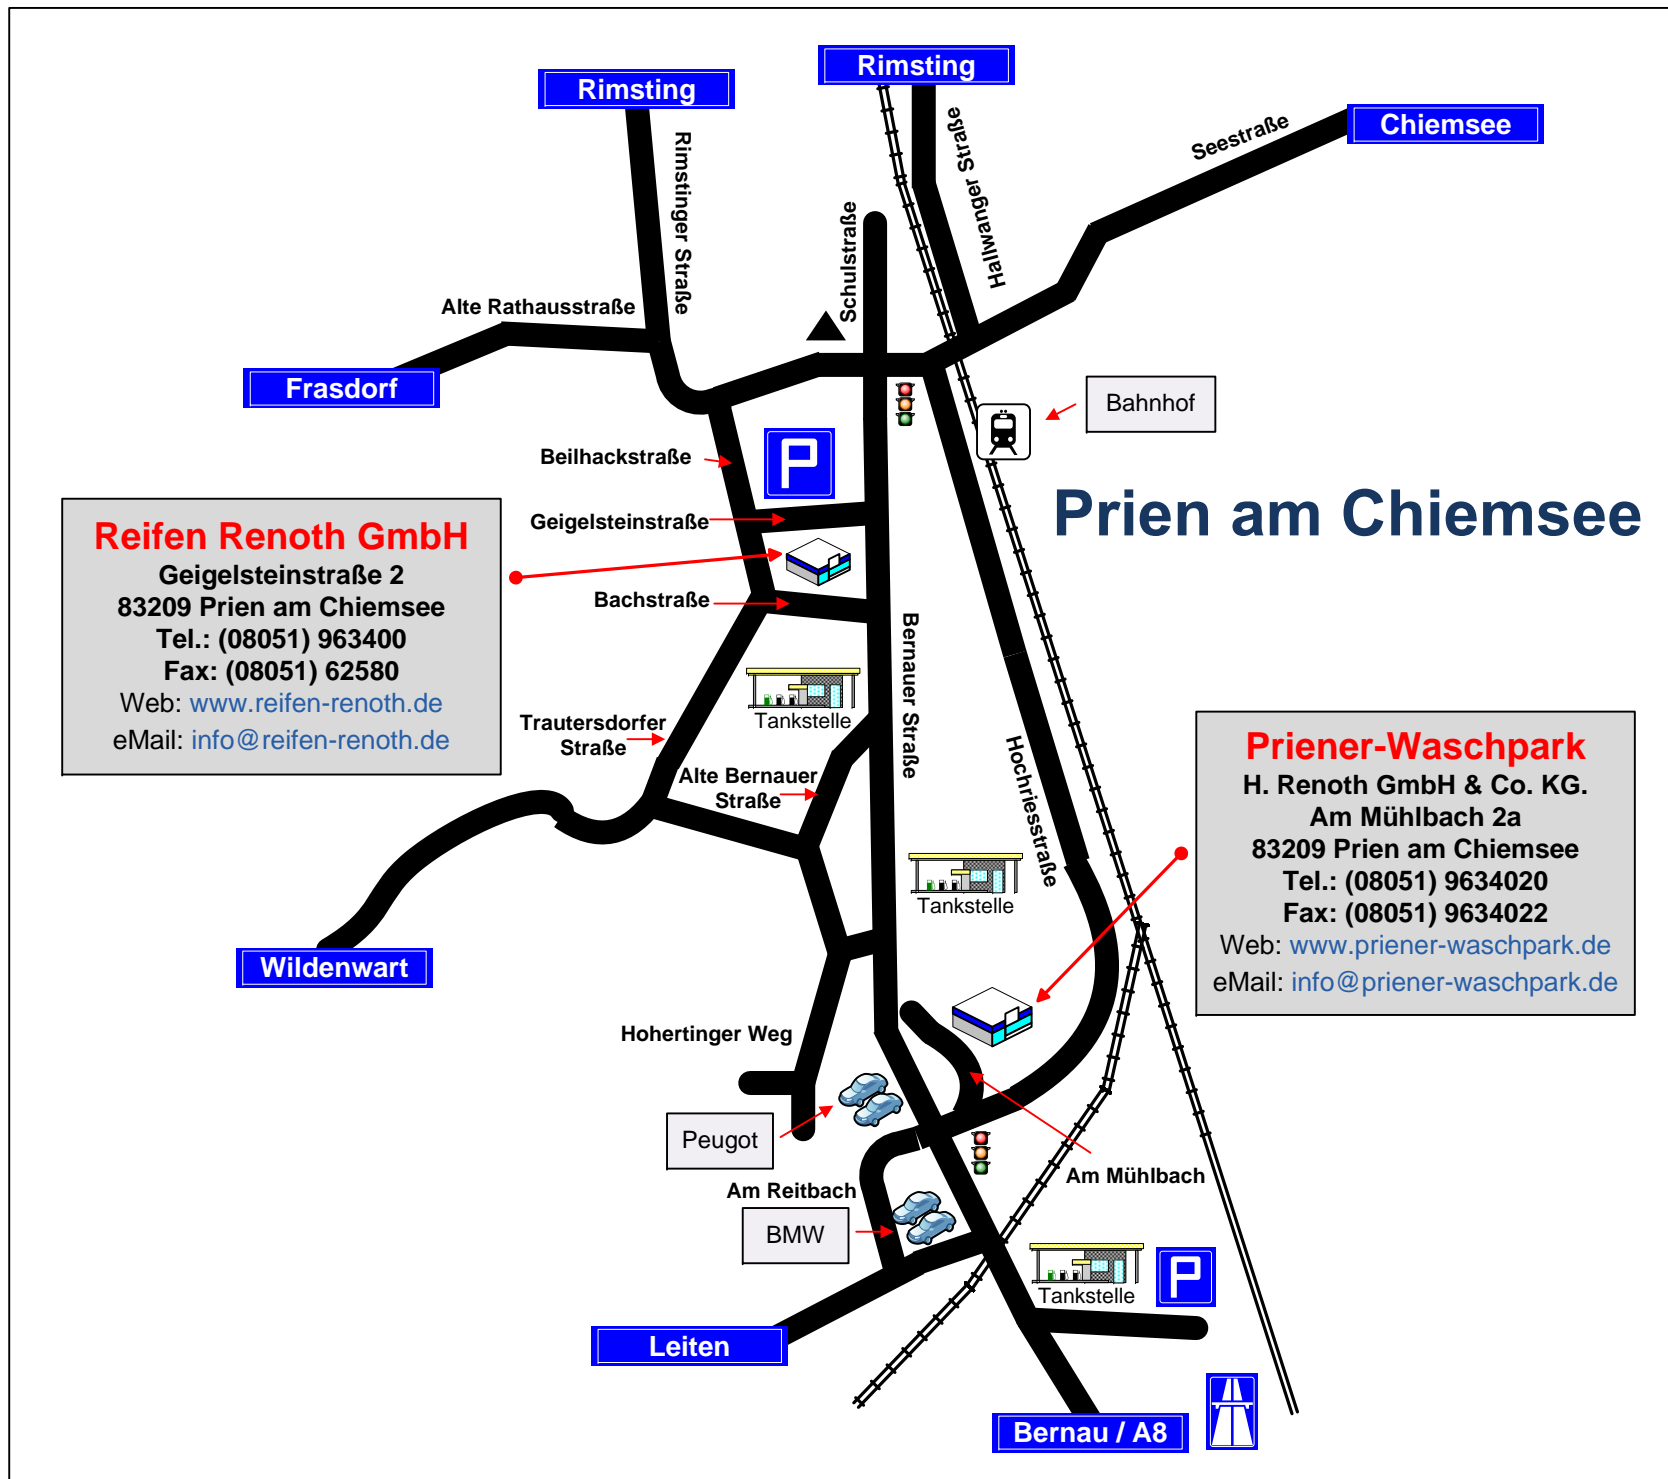 Rimsting
Rimsting
Chiemsee
Seestraße
Hallwanger Straße
Rimstinger Straße
Schulstraße
Alte Rathausstraße
Frasdorf
Bahnhof
Beilhackstraße
P
Prien am Chiemsee
Geigelsteinstraße
Reifen Renoth GmbH
Geigelsteinstraße 2
83209 Prien am Chiemsee
Tel.: (08051) 963400
Fax: (08051) 62580
Web: www.reifen-renoth.de
eMail: info@reifen-renoth.de
Bachstraße
Bernauer Straße
Tankstelle
Trautersdorfer
Straße
Alte Bernauer
Straße
Hochriesstraße
Priener-Waschpark
H. Renoth GmbH & Co. KG.
Am Mühlbach 2a
83209 Prien am Chiemsee
Tel.: (08051) 9634020
Fax: (08051) 9634022
Web: www.priener-waschpark.de
eMail: info@priener-waschpark.de
Tankstelle
Wildenwart
Hohertinger Weg
Peugot
Am Mühlbach
Am Reitbach
BMW
Tankstelle
P
Leiten
Bernau / A8